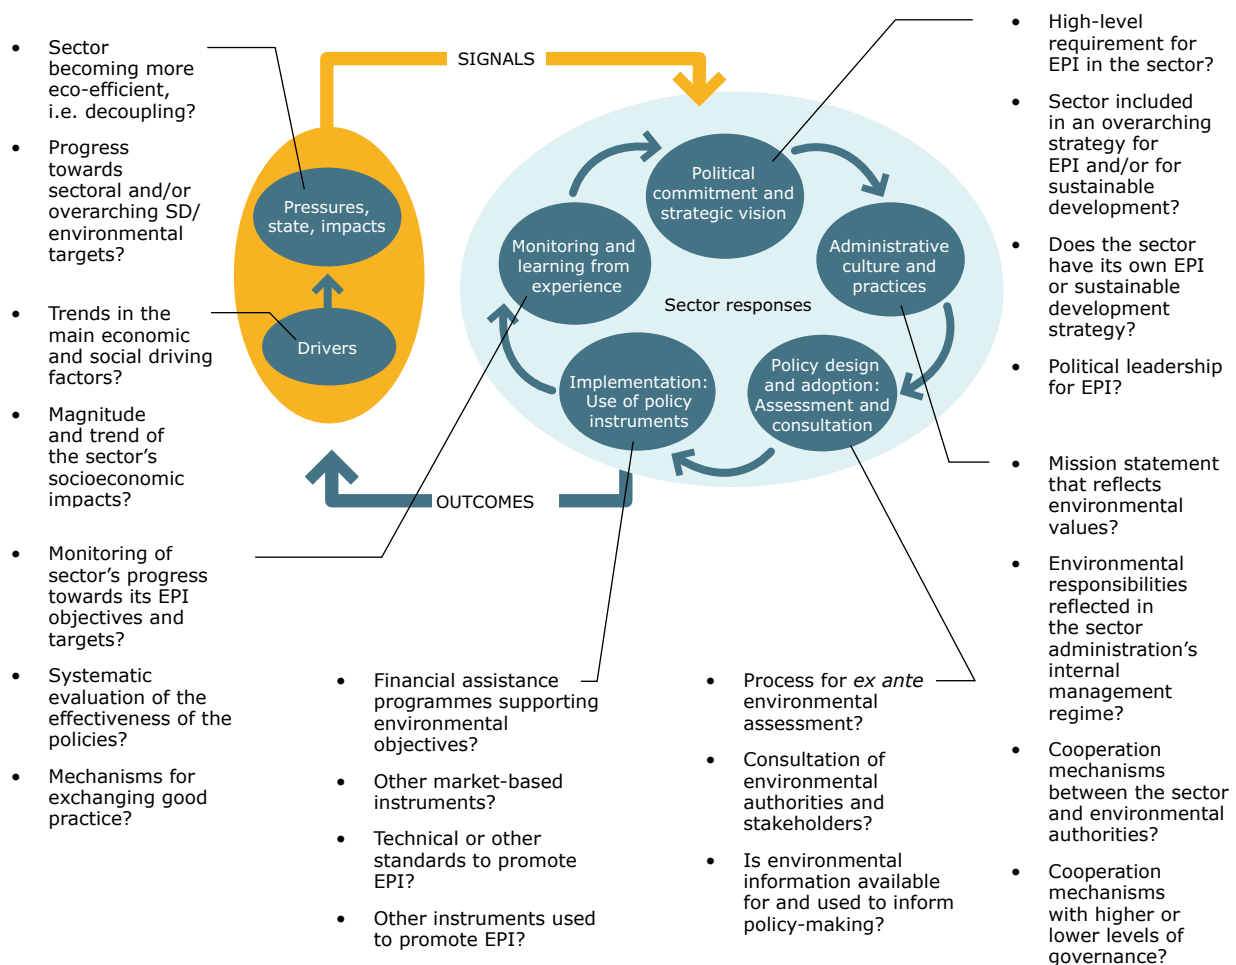 • Sector
becoming more
eco-efficient,
i.e. decoupling?
• Progress
towards
sectoral and/or
overarching SD/
environmental
targets?
• Trends in the
main economic
and social driving
factors?
• Magnitude
and trend of
the sector’s
socioeconomic
impacts?
• Monitoring of
sector’s progress
towards its EPI
objectives and
targets?
• Systematic
evaluation of the
effectiveness of the
policies?
• Mechanisms for
exchanging good
practice?
SIGNALS
Pressures,
state, impacts
Drivers
OUTCOMES
Political
commitment and
strategic vision
Administrative
culture and
practices
Policy design
and adoption:
Assessment and
consultation
Implementation:
Use of policy
instruments
Monitoring and
learning from
experience
Sector responses
• Financial assistance
programmes supporting
environmental
objectives?
• Other market-based
instruments?
• Technical or other
standards to promote
EPI?
• Other instruments used
to promote EPI?
• Process for ex ante
environmental
assessment?
• Consultation of
environmental
authorities and
stakeholders?
• Is environmental
information available
for and used to inform
policy-making?
• High-level
requirement for
EPI in the sector?
• Sector included
in an overarching
strategy for
EPI and/or for
sustainable
development?
• Does the sector
have its own EPI
or sustainable
development
strategy?
• Political leadership
for EPI?
• Mission statement
that reflects
environmental
values?
• Environmental
responsibilities
reflected in
the sector
administration’s
internal
management
regime?
• Cooperation
mechanisms
between the sector
and environmental
authorities?
• Cooperation
mechanisms
with higher or
lower levels of
governance?